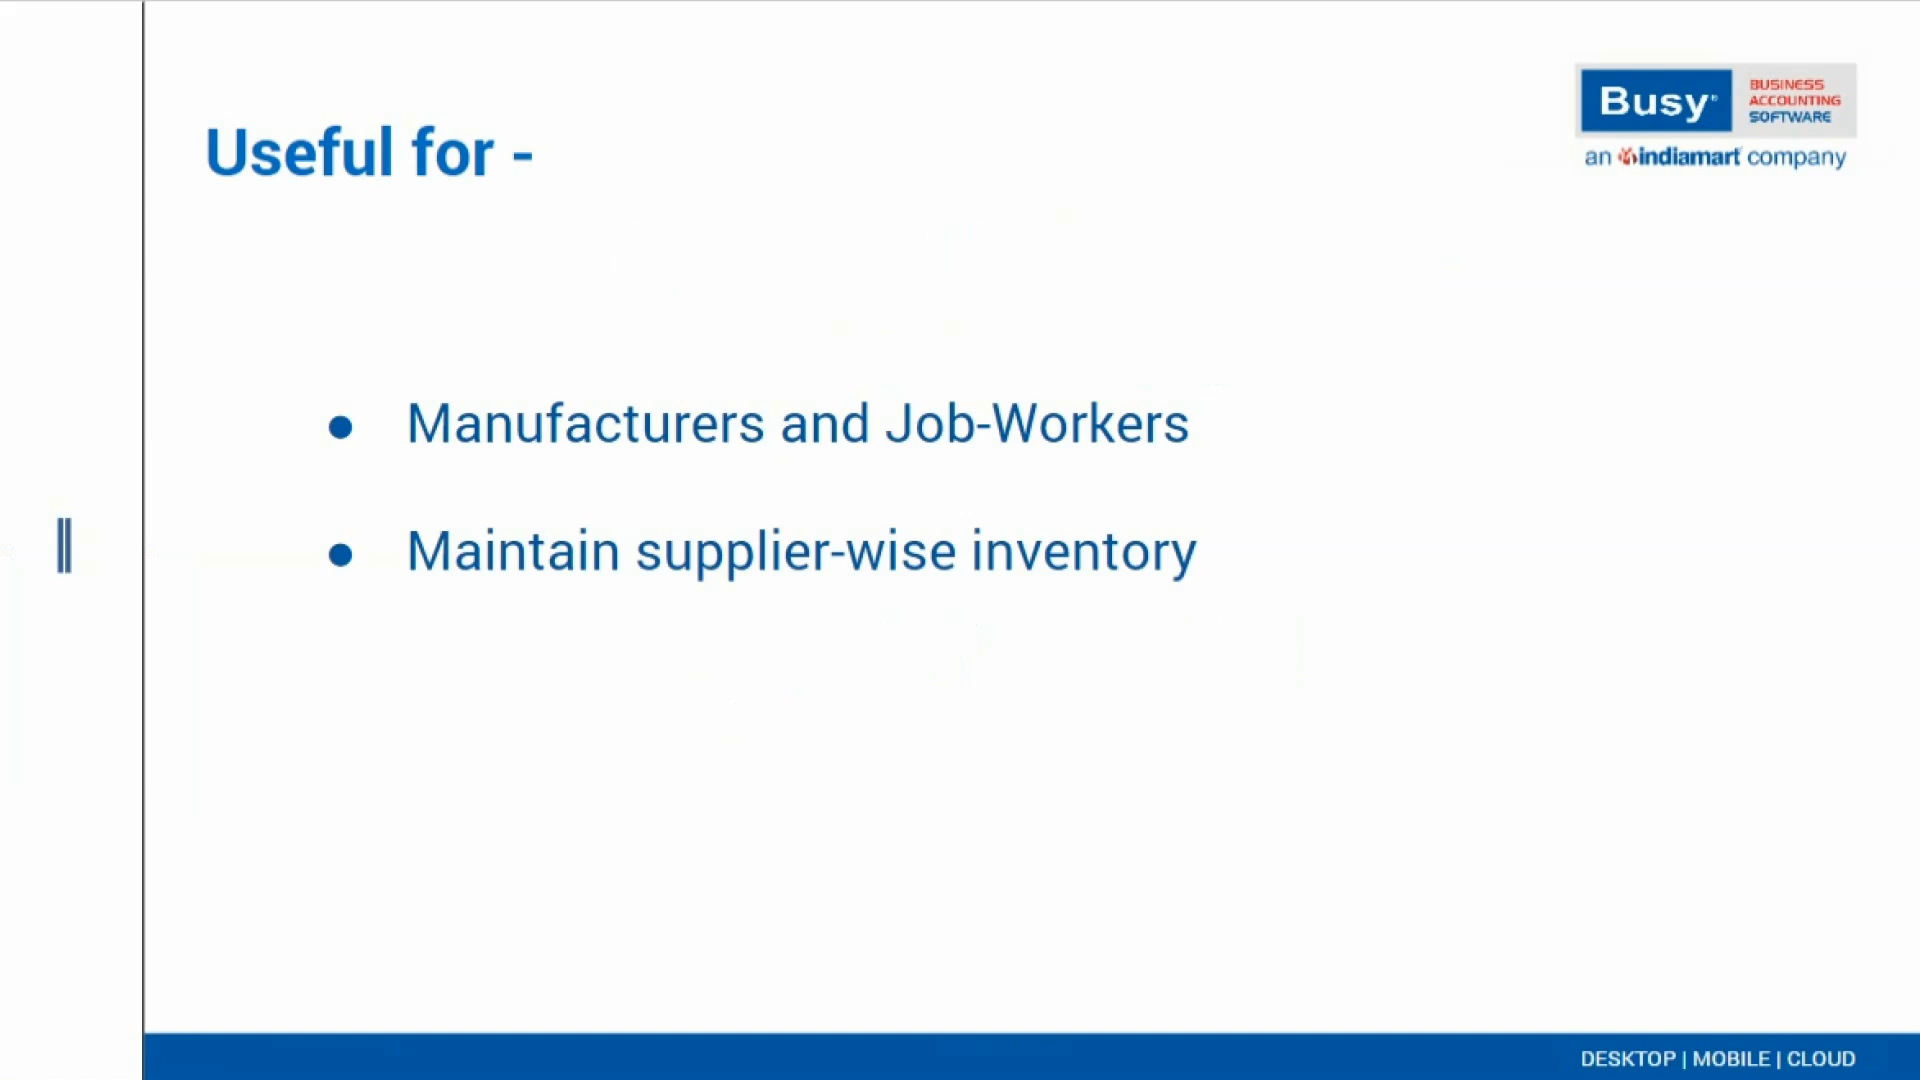 Useful for -
Busy
BUSINESS
ACCOUNTING
SOFTWARE
an indiamart company
● Manufacturers and Job-Workers
● Maintain supplier-wise inventory
DESKTOP | MOBILE | CLOUD